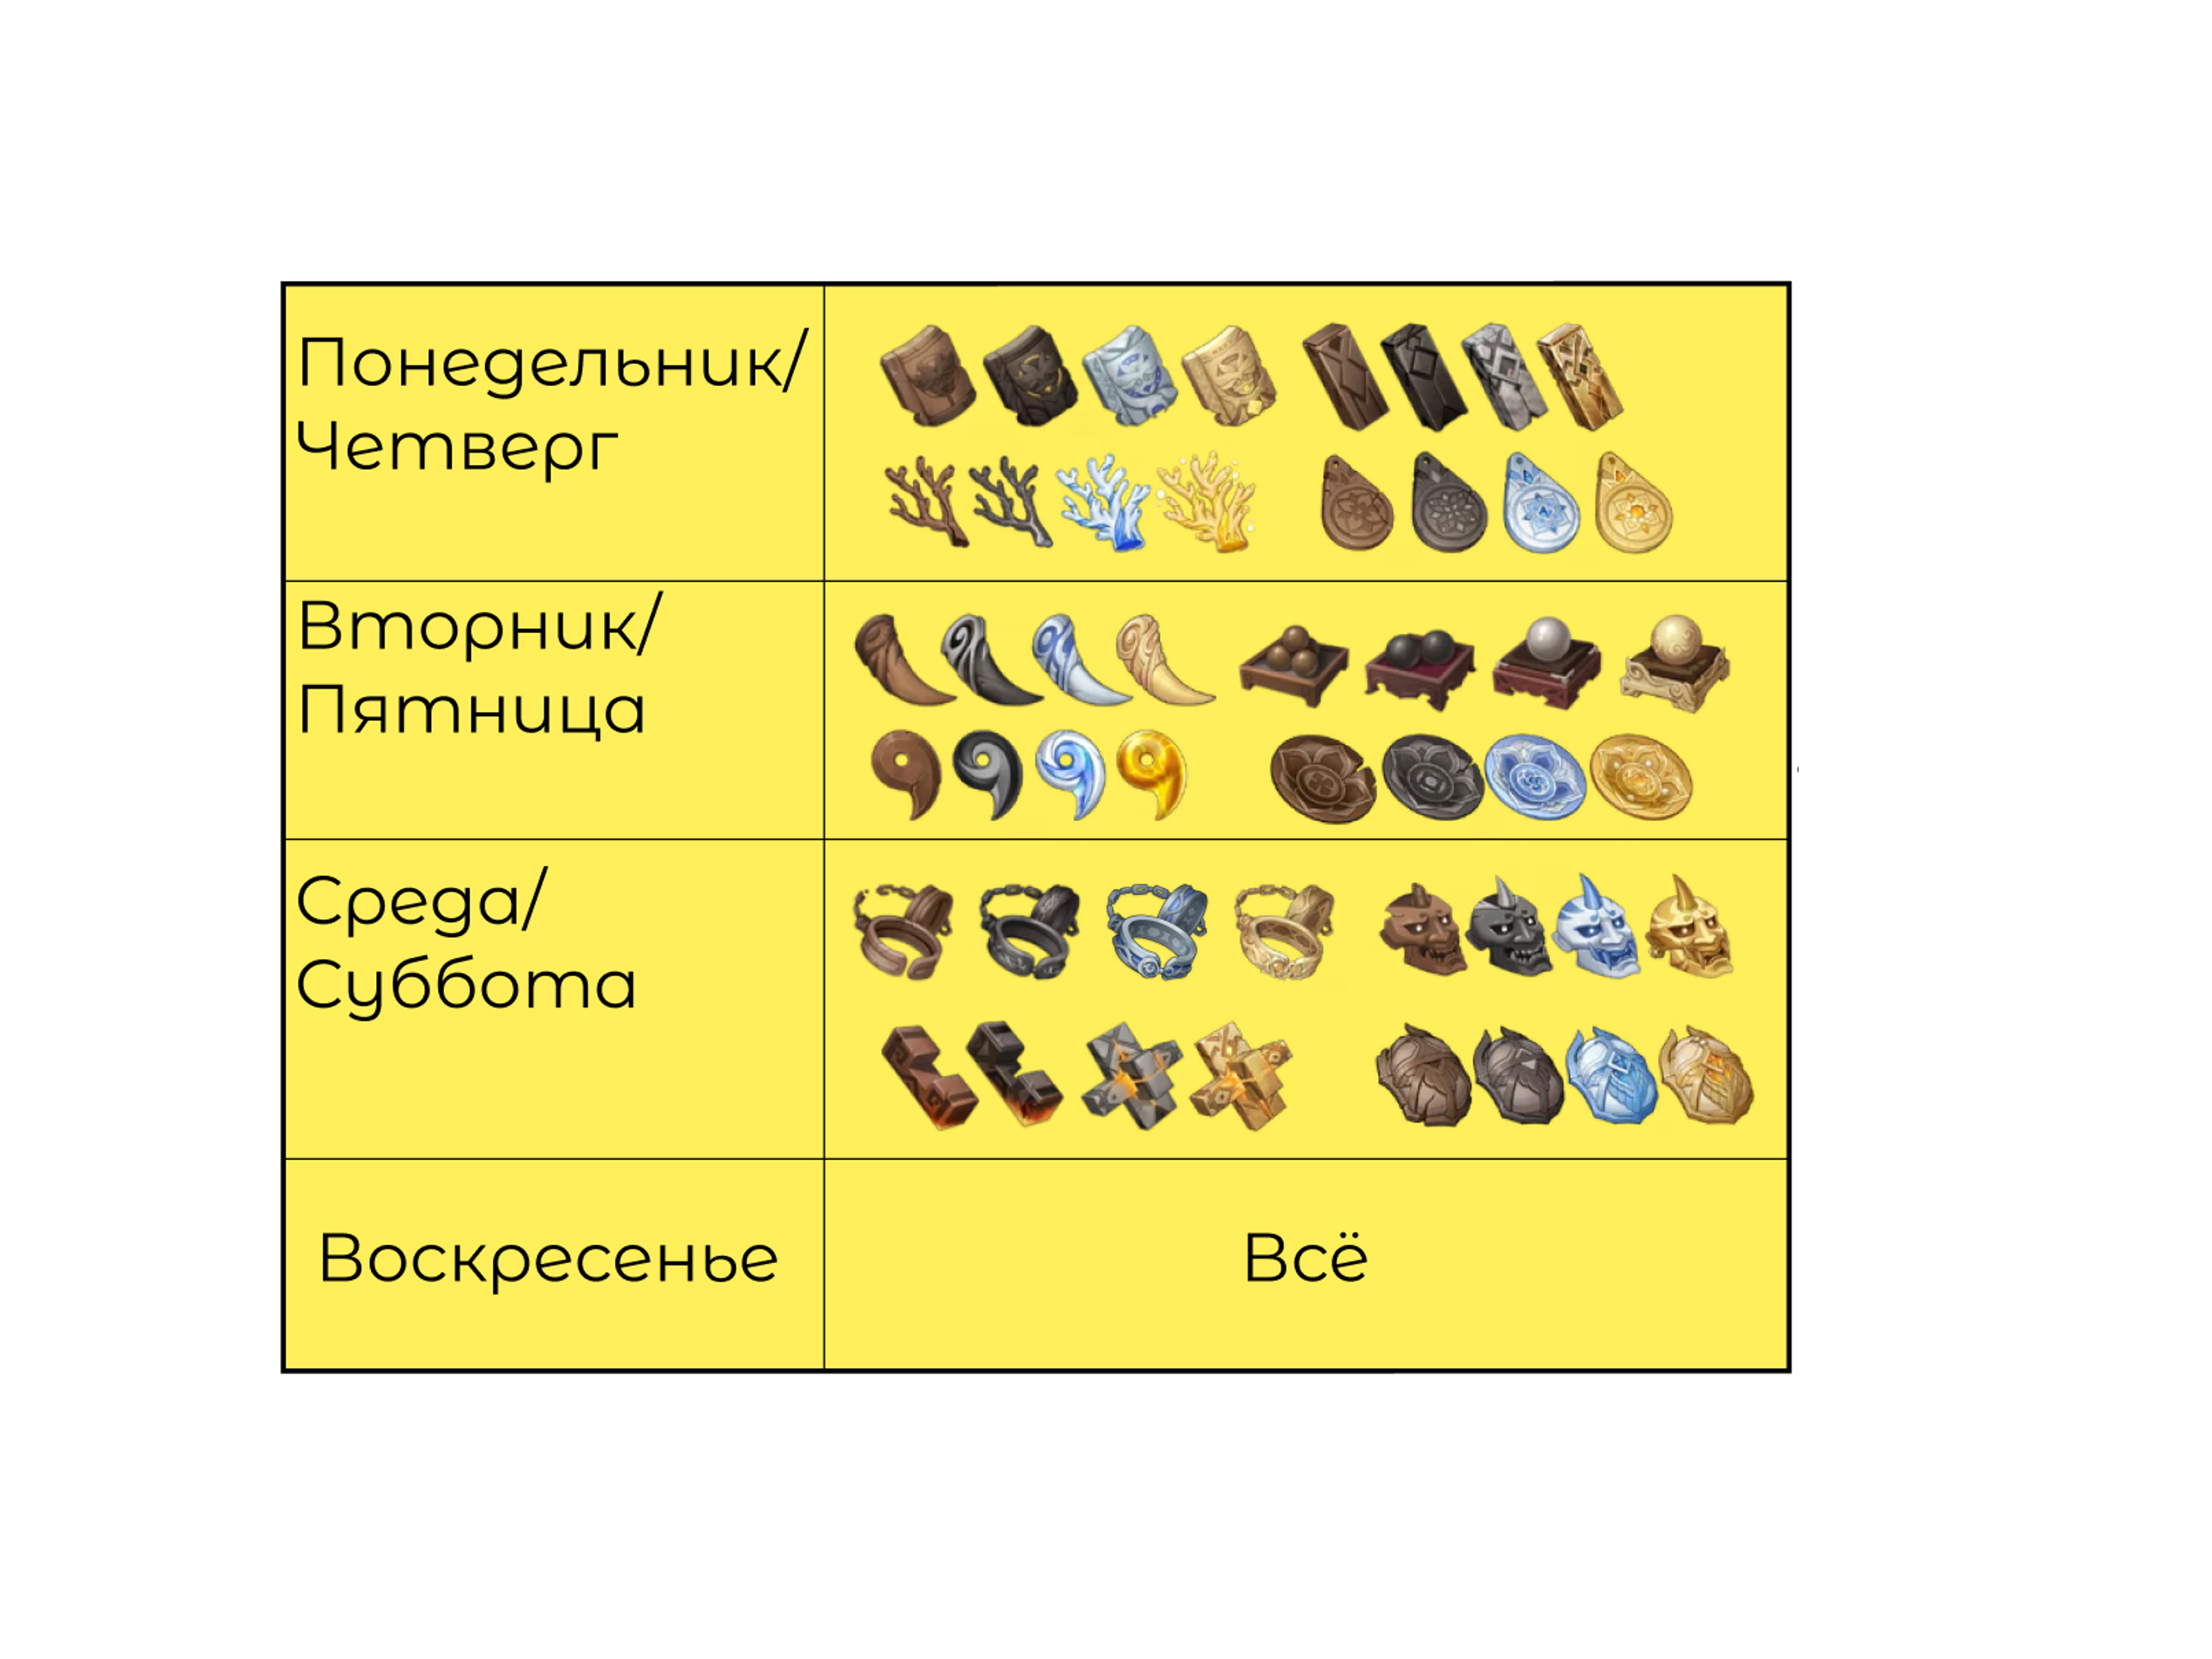 Понедельник/
Четверг
Вторник/
Пятница
Среда/
Суббота
Воскресенье
Всё